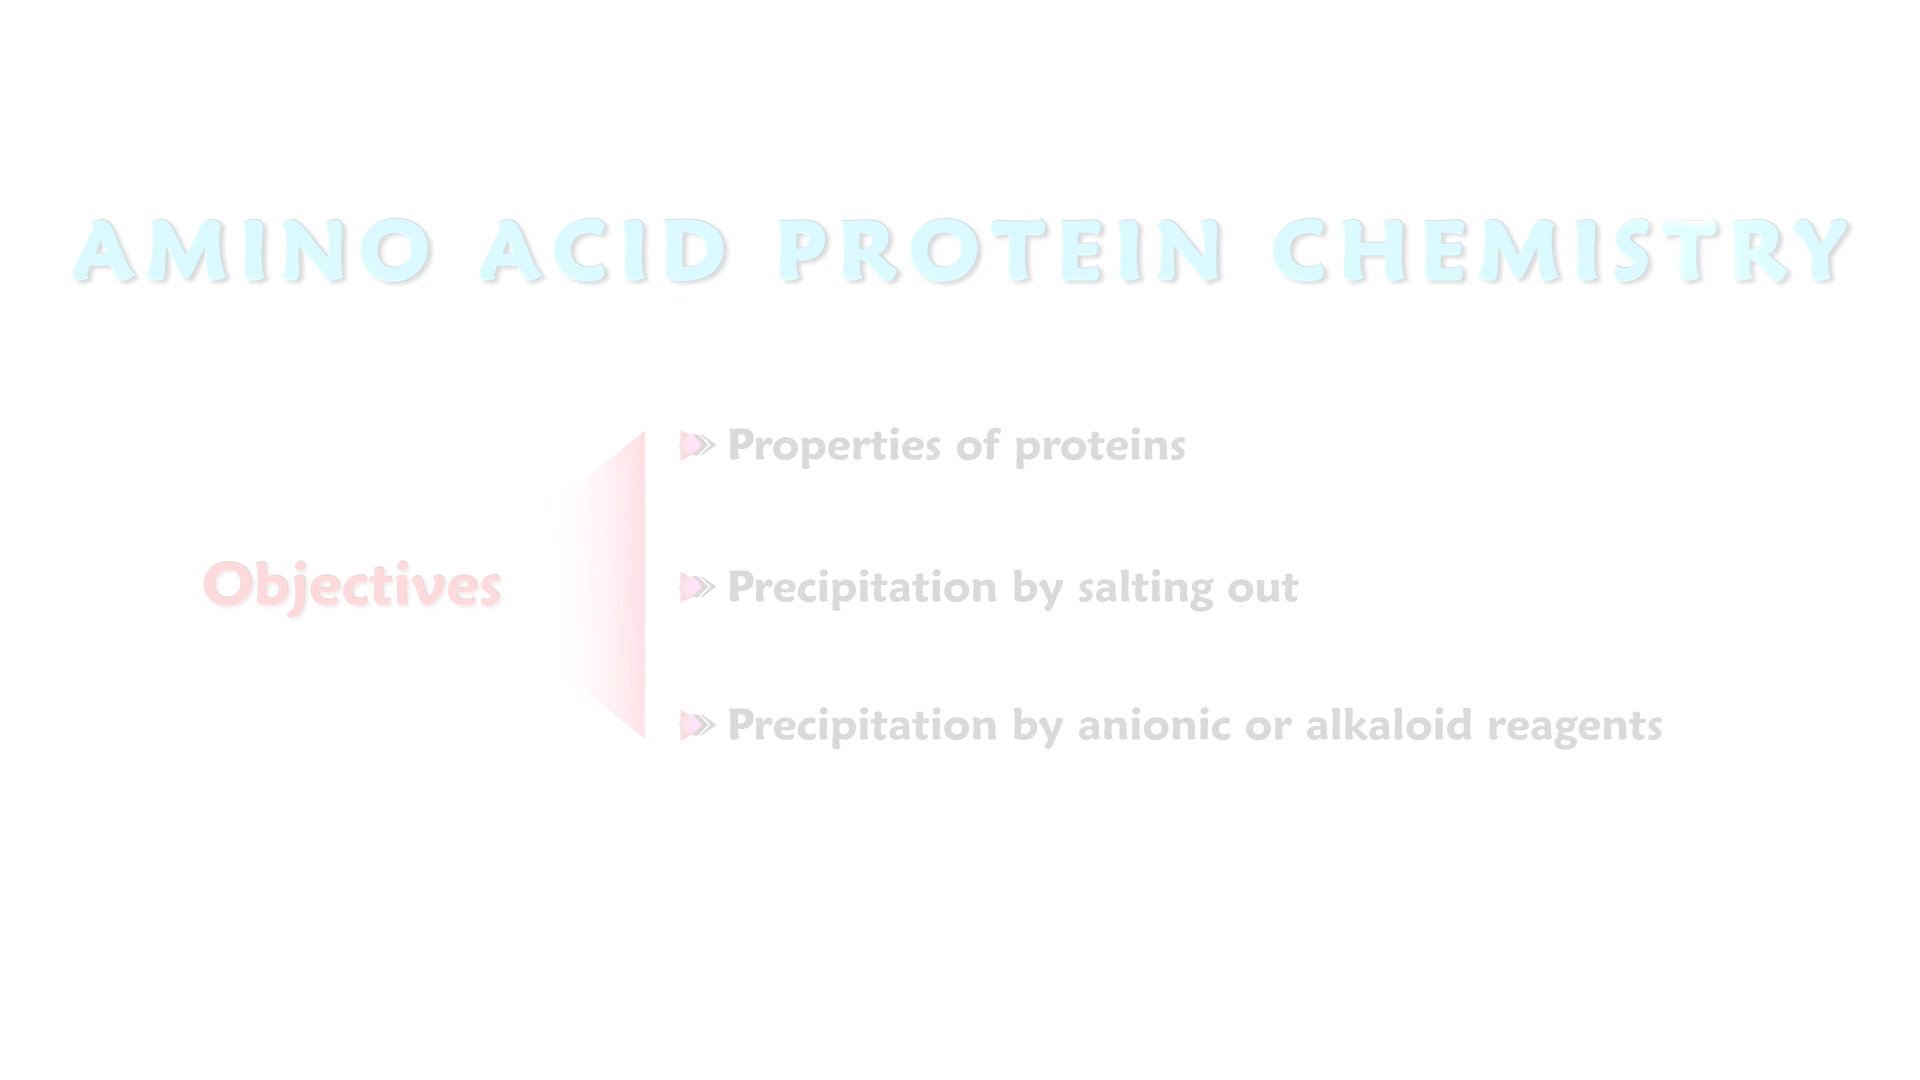 AMINO ACID PROTEIN CHEMISTRY
Objectives
Properties of proteins
Precipitation by salting out
Precipitation by anionic or alkaloid reagents